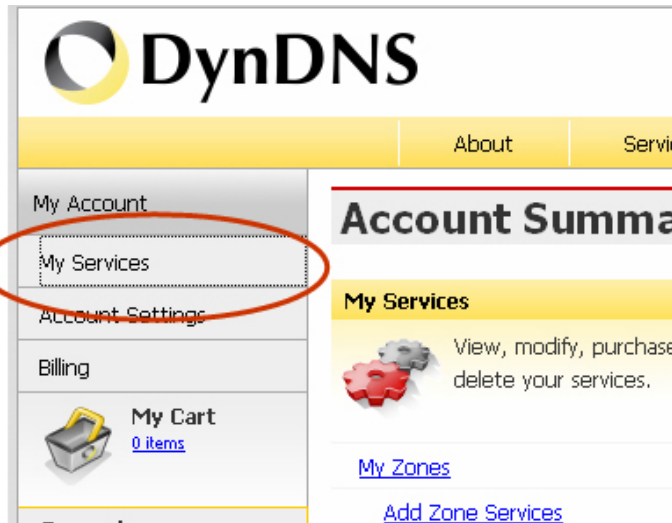 DynDNS
About
My Account
My Services
Account Settings
Billing
My Cart
0 items
Account
My Services
View, modify, purchase
delete your services.
My Zones
Add Zone Services